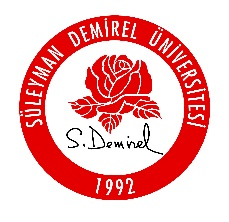 SÜLEYMAN DEMİREL ÜNİVERSİTESİ
S. Demirel
1992